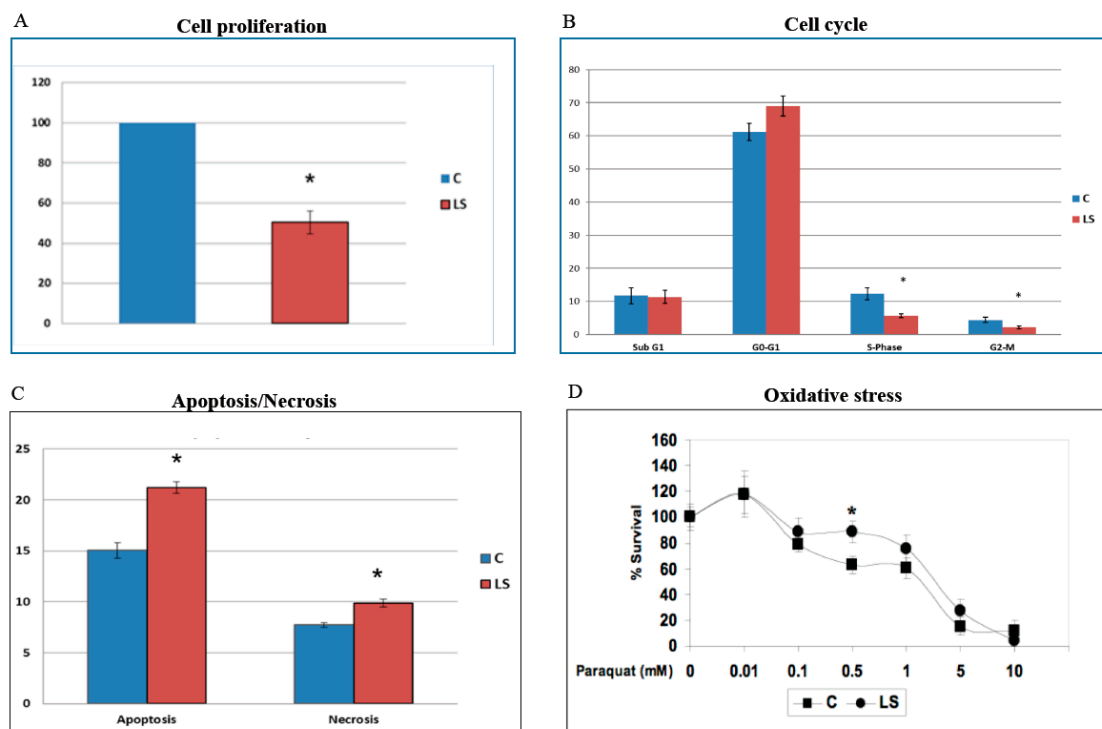 A
Cell proliferation
120
100
80
60
40
20
0
*
C
LS
B
Cell cycle
80
70
60
50
40
30
20
10
0
*
*
Sub G1 G0-G1 S-Phase G2-M
C
LS
C
Apoptosis/Necrosis
25
20
15
10
5
0
*
*
Apoptosis Necrosis
C
LS
D
Oxidative stress
% Survival
160
140
120
100
80
60
40
20
0
*
Paraquat (mM) 0 0.01 0.1 0.5 1 5 10
C LS